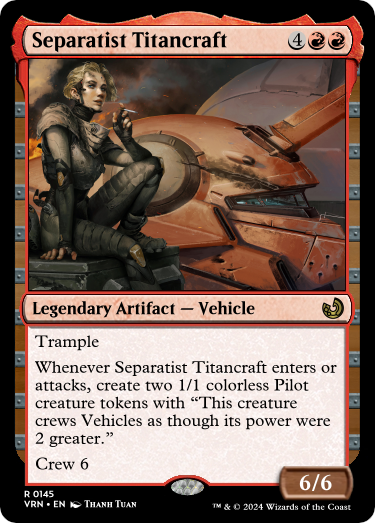 Separatist Titancraft 4
Legendary Artifact — Vehicle
Trample
Whenever Separatist Titancraft enters or
attacks, create two 1/1 colorless Pilot
creature tokens with “This creature
crews Vehicles as though its power were
2 greater.”
Crew 6
6/6
R 0145
VRN • EN Thanh Tuan
™ & © 2024 Wizards of the Coast